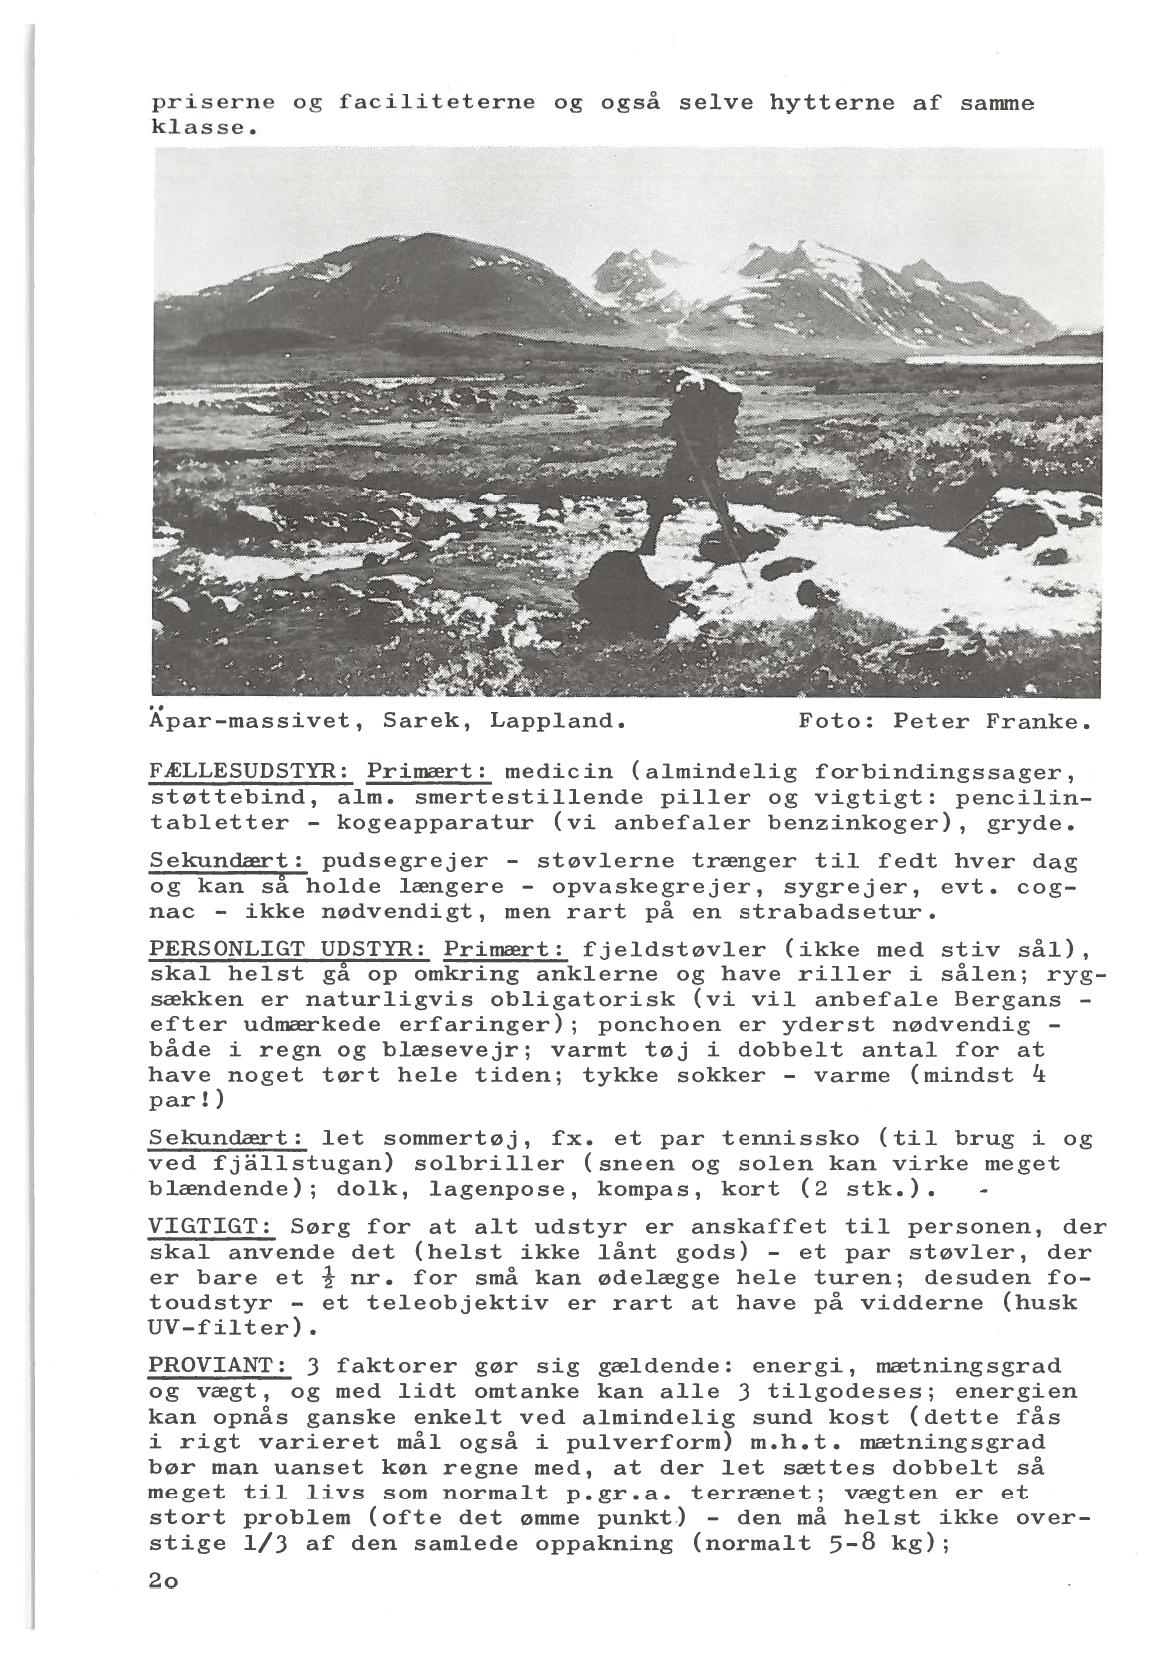 priserne og faciliteterne og også selve hytterne af samme
klasse.
Äpar-massivet, Sarek, Lappland. Foto: Peter Franke.
FÆLLESUDSTYR: Primært: medicin (almindelig forbindingssager,
støttebind, alm. smertestillende piller og vigtigt: pencilin-
tabletter - kogeapparatur (vi anbefaler benzinkoger), gryde.
Sekundært: pudsegrejer - støvlerne trænger til fedt hver dag
og kan så holde længere - opvaskegrejer, sygrejer, evt. cog-
nac - ikke nødvendigt, men rart på en strabadsetur.
PERSONLIGT UDSTYR: Primært: fjeldstøvler (ikke med stiv sål),
skal helst gå op omkring anklerne og have riller i sålen; ryg-
sækken er naturligvis obligatorisk (vi vil anbefale Bergans -
efter udmærkede erfaringer); ponchoen er yderst nødvendig -
både i regn og blæsevejr; varmt tøj i dobbelt antal for at
have noget tørt hele tiden; tykke sokker - varme (mindst 4
par!)
Sekundært: let sommertøj, fx. et par tennissko (til brug i og
ved fjällstugan) solbriller (sneen og solen kan virke meget
blændende); dolk, lagenpose, kompas, kort (2 stk.). -
VIGTIGT: Sørg for at alt udstyr er anskaffet til personen, der
skal anvende det (helst ikke lånt gods) - et par støvler, der
er bare et ½ nr. for små kan ødelægge hele turen; desuden fo-
toudstyr - et teleobjektiv er rart at have på vidderne (husk
UV-filter).
PROVIANT: 3 faktorer gør sig gældende: energi, mætningsgrad
og vægt, og med lidt omtanke kan alle 3 tilgodeses; energien
kan opnås ganske enkelt ved almindelig sund kost (dette fås
i rigt varieret mål også i pulverform) m.h.t. mætningsgrad
bør man uanset køn regne med, at der let sættes dobbelt så
meget til livs som normalt p.gr.a. terrænet; vægten er et
stort problem (ofte det ømme punkt) - den må helst ikke over-
stige 1/3 af den samlede oppakning (normalt 5-8 kg);
2o